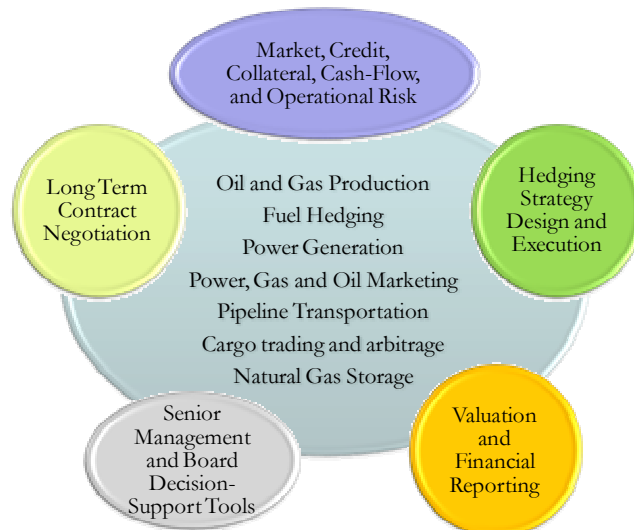 Market, Credit,
Collateral, Cash-Flow,
and Operational Risk
Long Term
Contract
Negotiation
Hedging
Strategy
Design and
Execution
Oil and Gas Production
Fuel Hedging
Power Generation
Power, Gas and Oil Marketing
Pipeline Transportation
Cargo trading and arbitrage
Natural Gas Storage
Senior
Management
and Board
Decision-
Support Tools
Valuation
and
Financial
Reporting